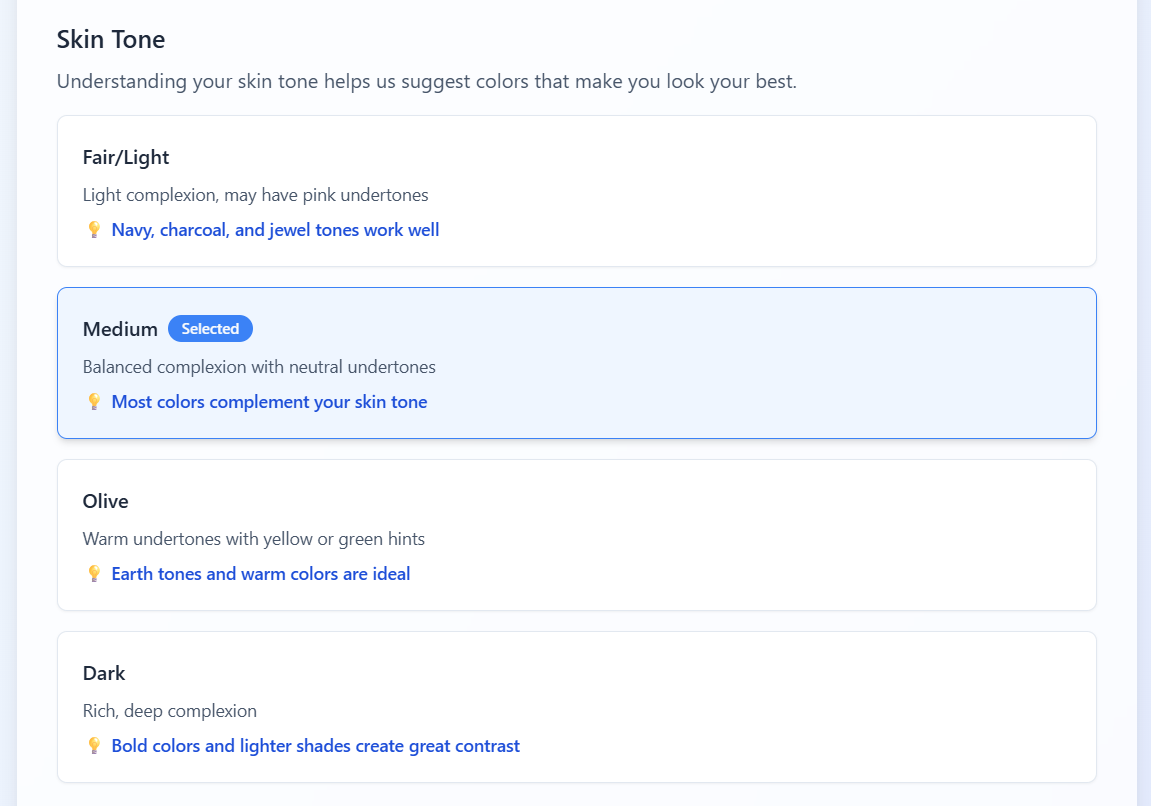 Skin Tone
Understanding your skin tone helps us suggest colors that make you look your best.
Fair/Light
Light complexion, may have pink undertones
Navy, charcoal, and jewel tones work well
Medium Selected
Balanced complexion with neutral undertones
Most colors complement your skin tone
Olive
Warm undertones with yellow or green hints
Earth tones and warm colors are ideal
Dark
Rich, deep complexion
Bold colors and lighter shades create great contrast